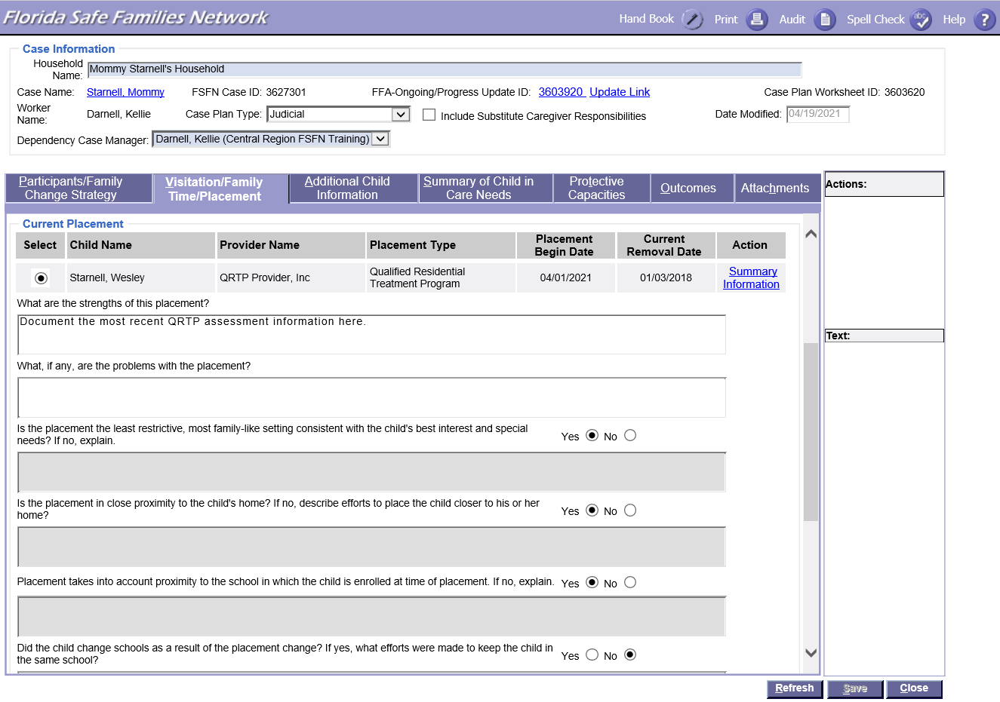 Florida Safe Families Network
Hand Book
Print
Audit
Spell Check
abc
Help
?
Case Information
Household
Name:
Mommy Starnell's Household
Case Name: Starnell, Mommy FSFN Case ID: 3627301 FFA-Ongoing/Progress Update ID: 3603920 Update Link Case Plan Worksheet ID: 3603620
Worker
Name:
Darnell, Kellie Case Plan Type: Judicial Include Substitute Caregiver Responsibilities Date Modified: 04/19/2021
Dependency Case Manager: Darnell, Kellie (Central Region FSFN Training)
Participants/Family
Change Strategy
Visitation/Family
Time/Placement
Additional Child
Information
Summary of Child in
Care Needs
Protective
Capacities
Outcomes
Attachments
Actions:
Current Placement
Select
Child Name
Provider Name
Placement Type
Placement
Begin Date
Current
Removal Date
Action
Starnell, Wesley
QRTP Provider, Inc
Qualified Residential
Treatment Program
04/01/2021
01/03/2018
Summary
Information
What are the strengths of this placement?
Document the most recent QRTP assessment information here.
Text:
What, if any, are the problems with the placement?
Is the placement the least restrictive, most family-like setting consistent with the child's best interest and special
needs? If no, explain.
Yes No
Is the placement in close proximity to the child's home? If no, describe efforts to place the child closer to his or her
home?
Yes No
Placement takes into account proximity to the school in which the child is enrolled at time of placement. If no, explain.
Yes No
Did the child change schools as a result of the placement change? If yes, what efforts were made to keep the child in
the same school?
Yes No
Refresh
Save
Close